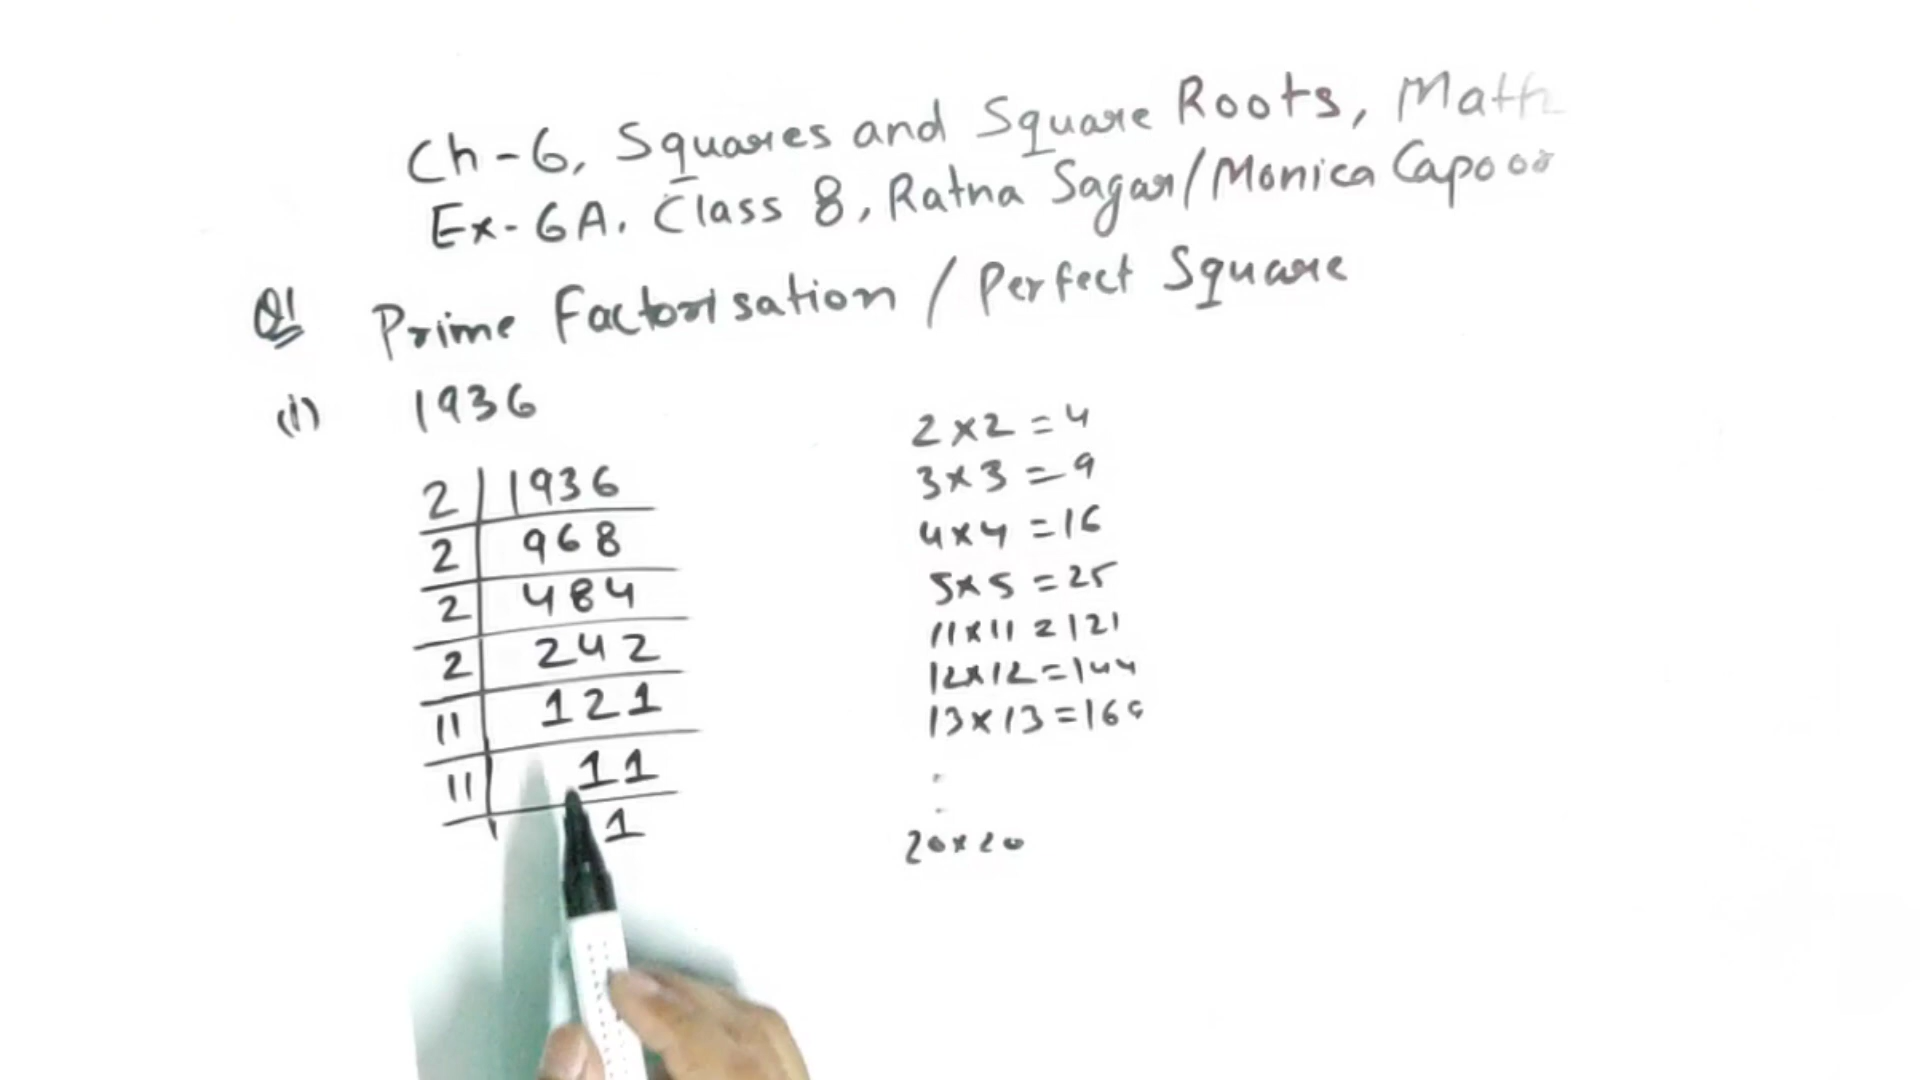 Ch-6, Squares and Square Roots, Math
Ex-6A, Class 8, Ratna Sagar/Monica Capoor
Q1 Prime Factorisation / Perfect Square
(i) 1936
2 | 1936
2 | 968
2 | 484
2 | 242
11 | 121
11 | 11
1
2×2=4
3×3=9
4×4=16
5×5=25
11×11=121
12×12=144
13×13=169
.
.
20×20